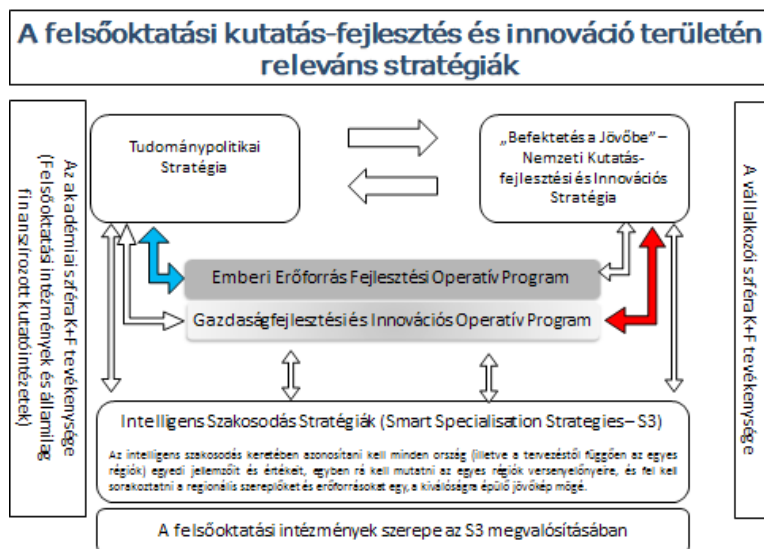 A felsőoktatási kutatás-fejlesztés és innováció területén
releváns stratégiák
Az akadémiai szféra K+F tevékenysége
(Felsőoktatási intézmények és államilag
finanszírozott kutatóintézetek)
Tudománypolitikai
Stratégia
„Befektetés a Jövőbe” –
Nemzeti Kutatás-
fejlesztési és Innovációs
Stratégia
A vállalkozói szféra K+F tevékenysége
Emberi Erőforrás Fejlesztési Operatív Program
Gazdaságfejlesztési és Innovációs Operatív Program
Intelligens Szakosodás Stratégiák (Smart Specialisation Strategies– S3)
Az intelligens szakosodás keretében azonosítani kell minden ország (illetve a tervezéstől függően az egyes
régiók) egyedi jellemzőit és értékeit, egyben rá kell mutatni az egyes régiók versenyelőnyeire, és fel kell
sorakoztatni a regionális szereplőket és erőforrásokat egy, a kiválóságra épülő jövőkép mögé.
A felsőoktatási intézmények szerepe az S3 megvalósításában